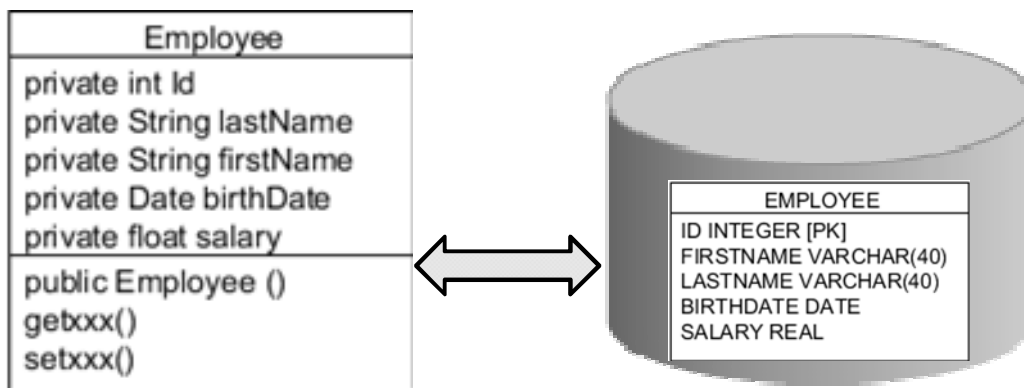 Employee
private int Id
private String lastName
private String firstName
private Date birthDate
private float salary
public Employee ()
getxxx()
setxxx()
EMPLOYEE
ID INTEGER [PK]
FIRSTNAME VARCHAR(40)
LASTNAME VARCHAR(40)
BIRTHDATE DATE
SALARY REAL